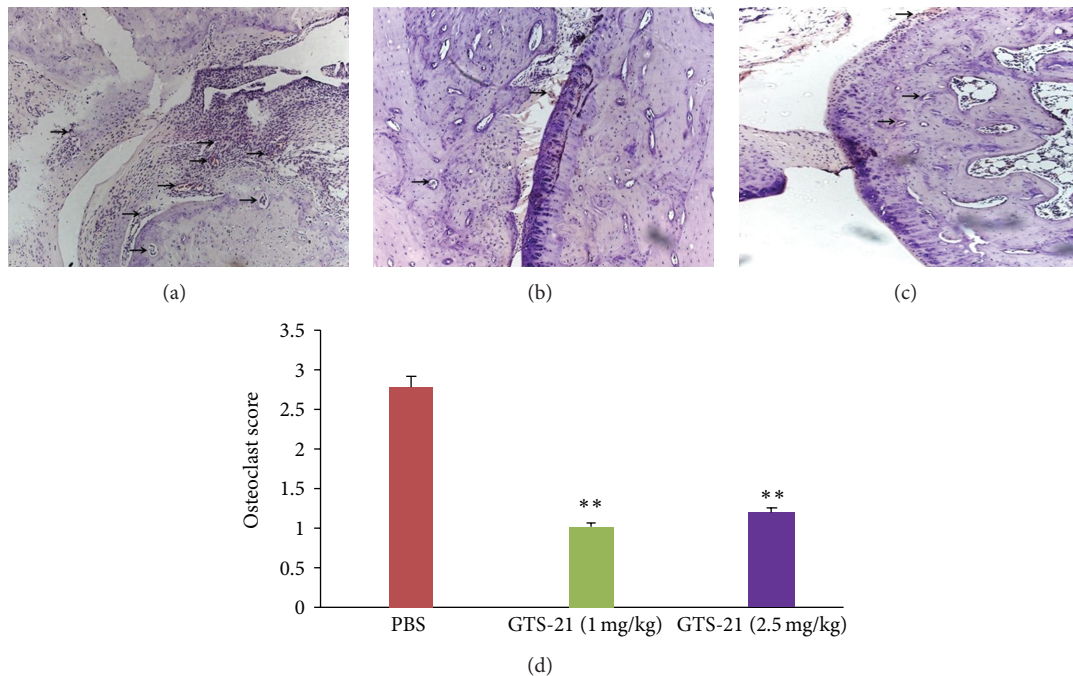 (a)
(b)
(c)
3.5
3
2.5
2
1.5
1
0.5
0
Osteoclast score
**
**
PBS
GTS-21 (1 mg/kg)
GTS-21 (2.5 mg/kg)
(d)